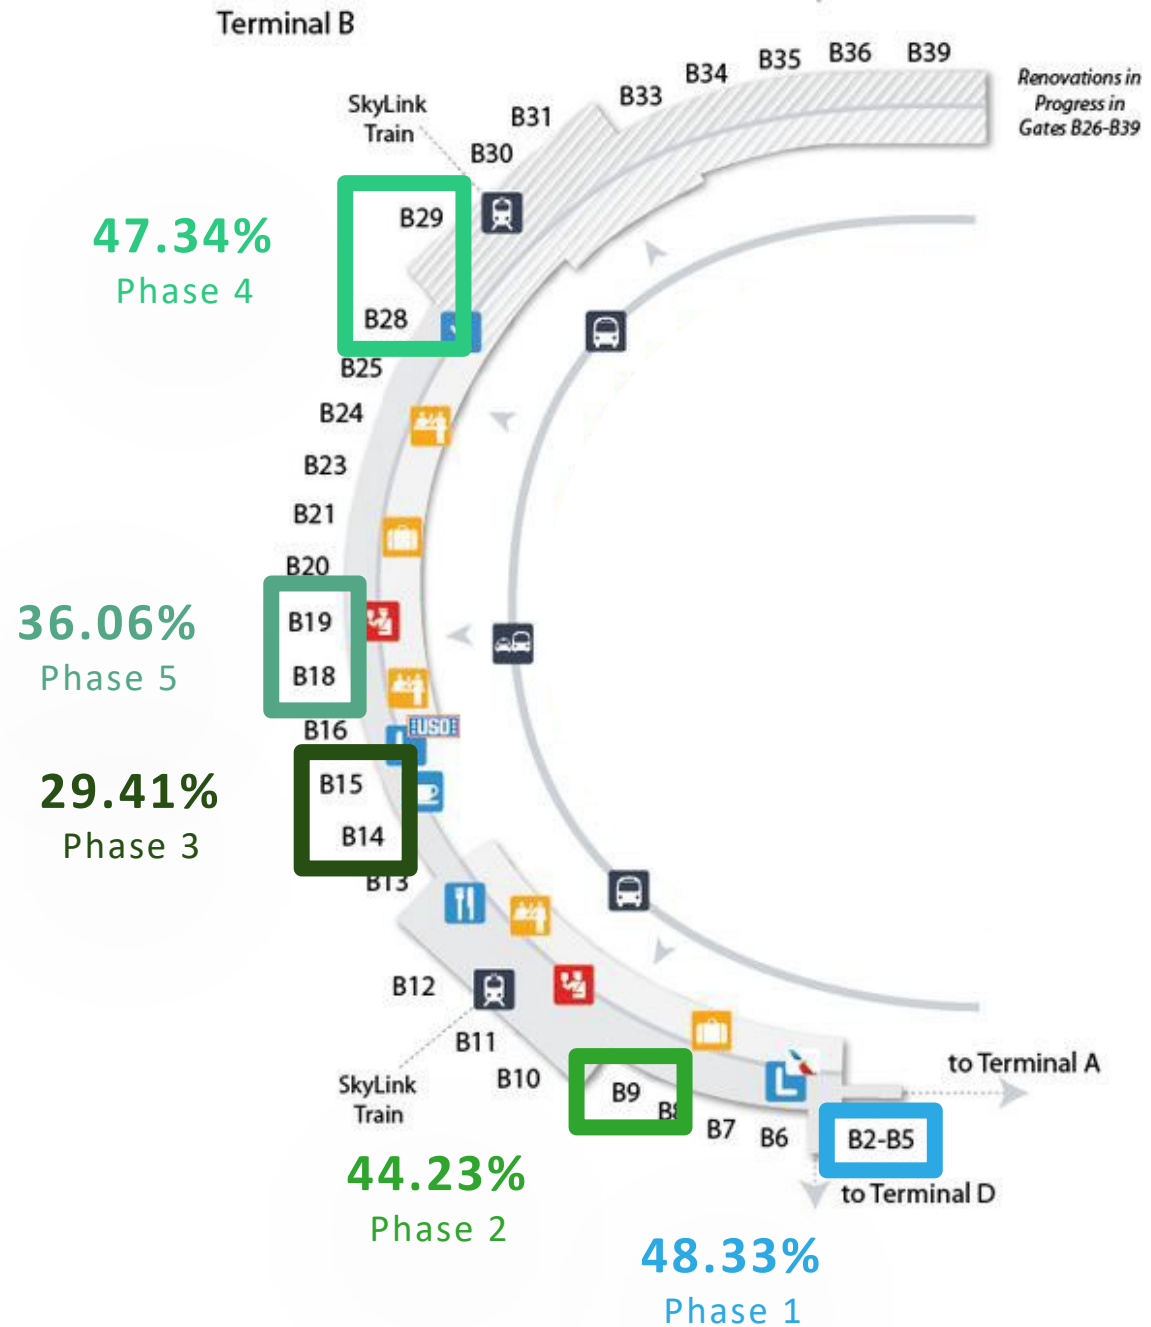 Terminal B
B39
B36
B35
B34
B33
B31
B30
Renovations in
Progress in
Gates B26-B39
SkyLink
Train
B29
47.34%
Phase 4
B28
B25
B24
B23
B21
B20
B19
36.06%
Phase 5
B18
USO
B16
B15
29.41%
Phase 3
B14
B13
B12
B11
B10
SkyLink
Train
B9
B8
B7
B6
B2-B5
to Terminal A
to Terminal D
44.23%
Phase 2
48.33%
Phase 1